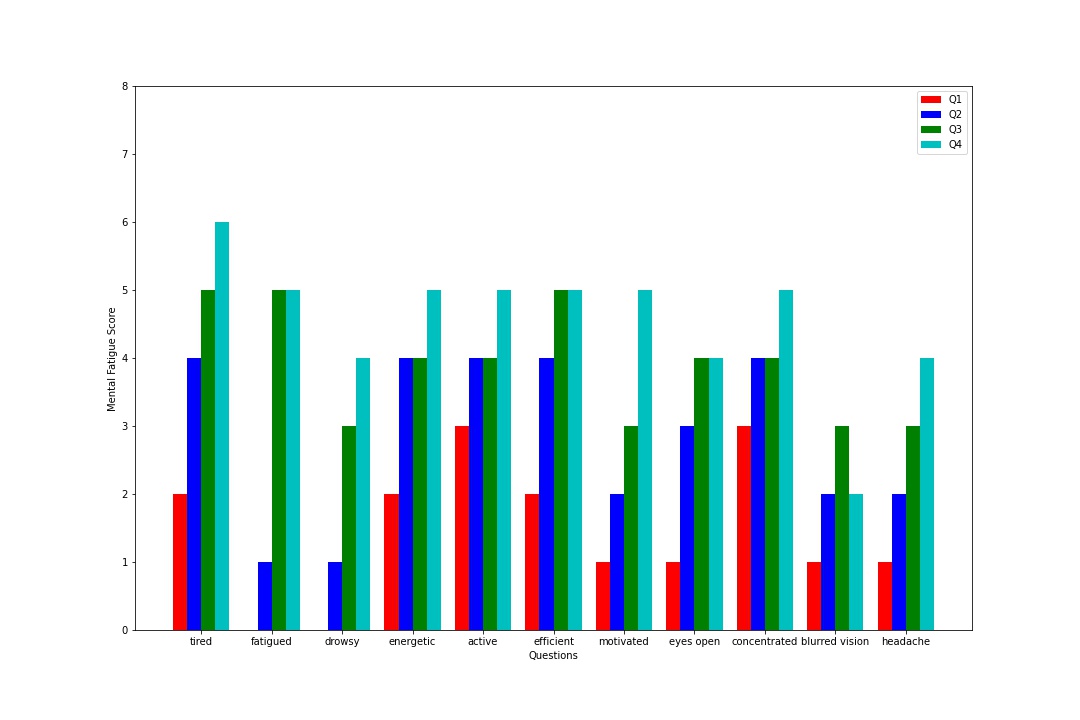 8
7
6
5
4
3
2
1
0
Mental Fatigue Score
Q1
Q2
Q3
Q4
tired fatigued drowsy energetic active efficient motivated eyes open concentrated blurred vision headache
Questions